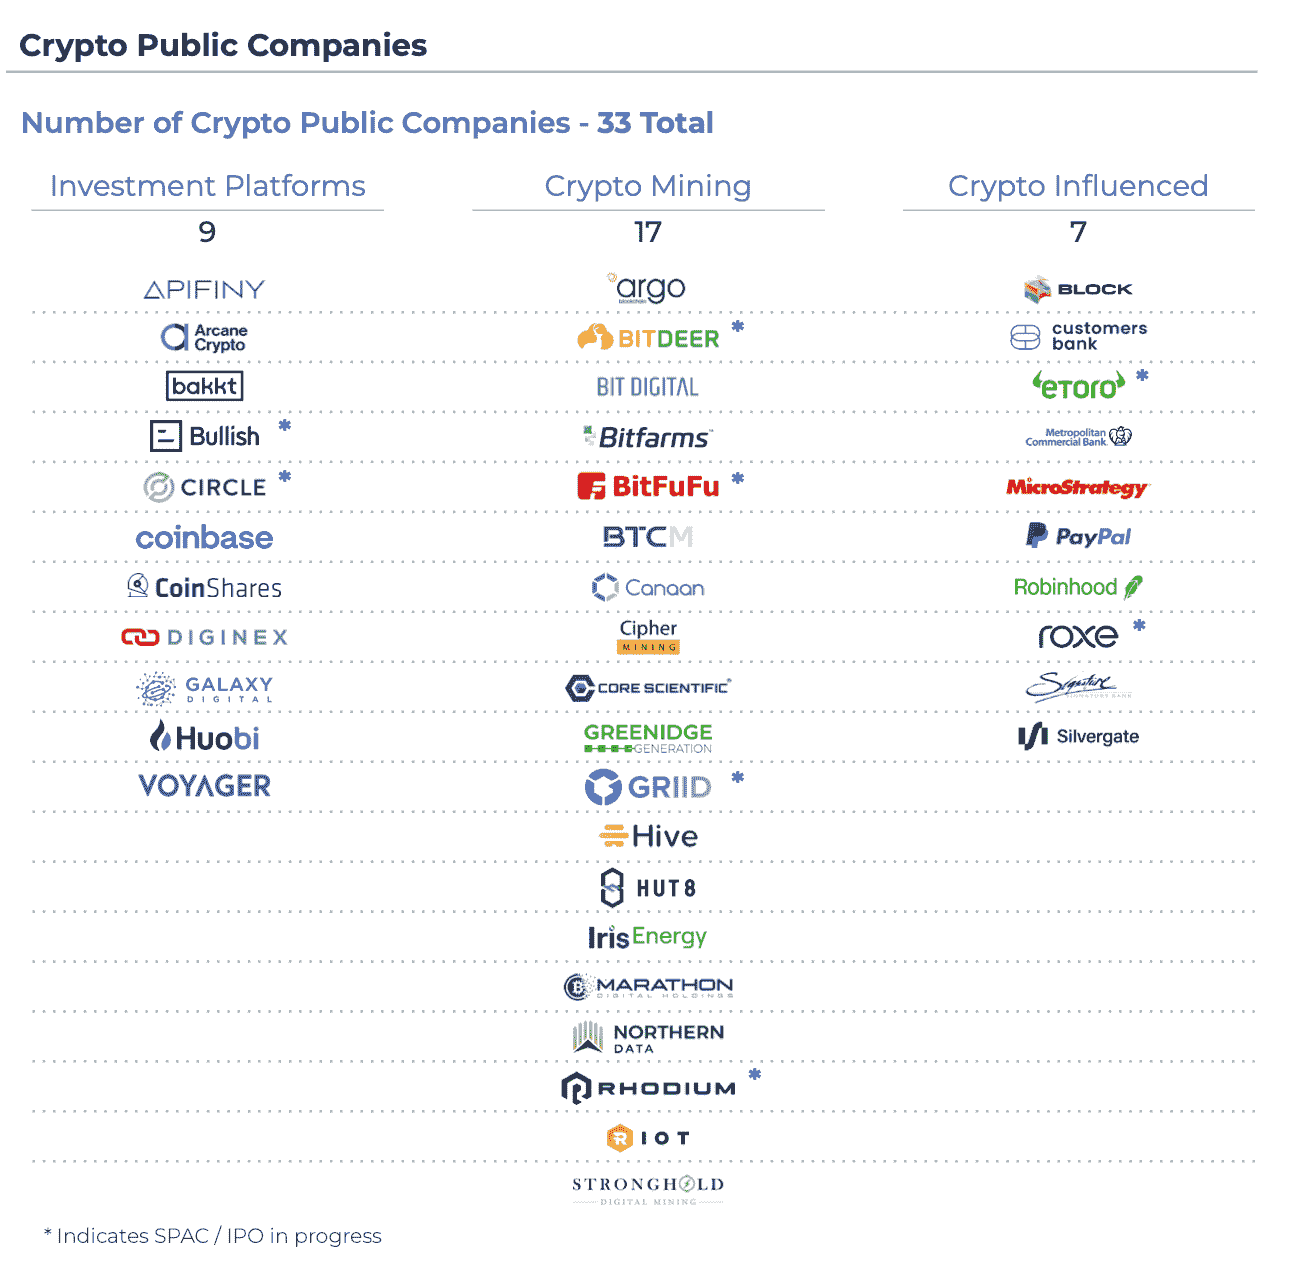 Crypto Public Companies
Number of Crypto Public Companies - 33 Total
Investment Platforms Crypto Mining Crypto Influenced
9 17 7
APIFINY argo blockchain BLOCK
Arcane Crypto BITDEER * customers bank
bakkt BIT DIGITAL eToro *
Bullish * Bitfarms™ Metropolitan Commercial Bank
CIRCLE * BitFuFu * MicroStrategy
coinbase BTCM PayPal
CoinShares Canaan Robinhood
DIGINEX Cipher MINING roxe *
GALAXY DIGITAL CORE SCIENTIFIC® Signature SIGNATURE BANK
Huobi GREENIDGE GENERATION Silvergate
VOYAGER GRIID *
Hive
HUT 8
IrisEnergy
MARATHON DIGITAL HOLDINGS
NORTHERN DATA
RHODIUM *
RIOT
STRONGHOLD DIGITAL MINING
* Indicates SPAC / IPO in progress